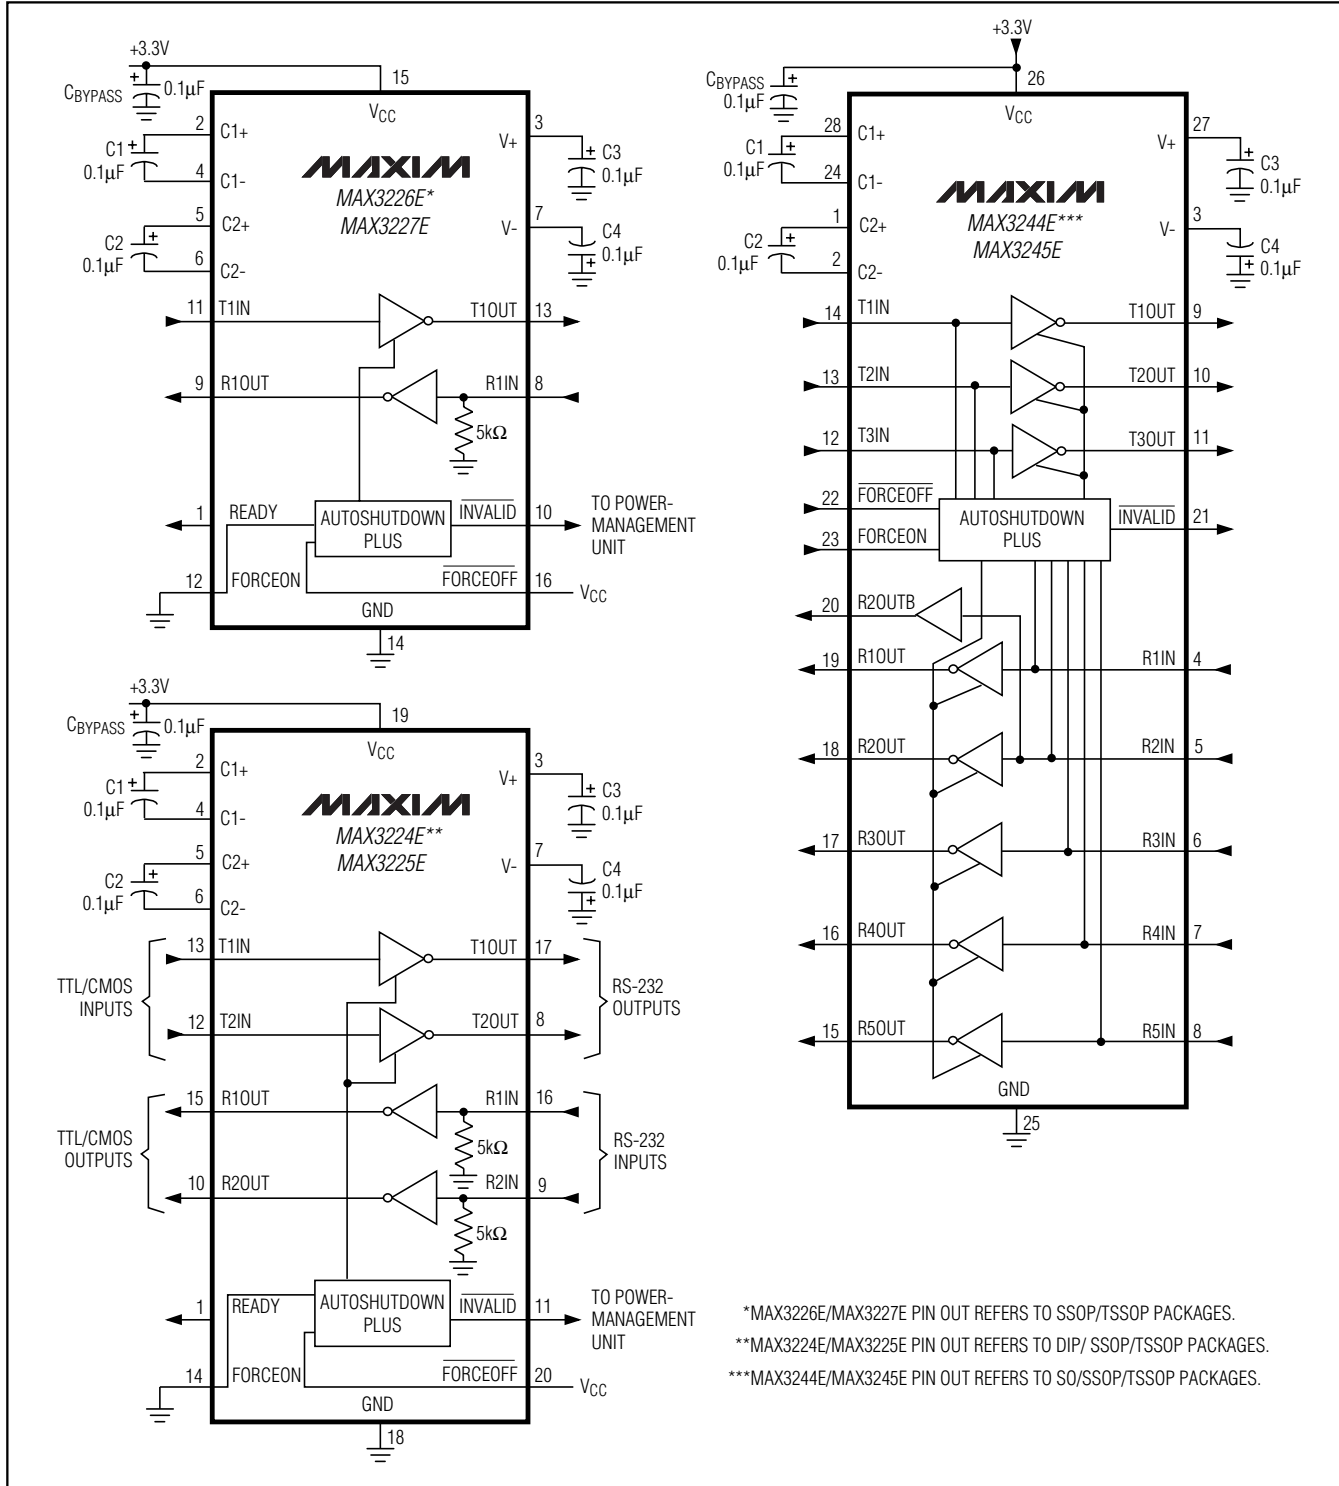 +3.3V
CBYPASS
0.1µF
15
VCC
2
C1+
C1
0.1µF
4
C1-
5
C2+
C2
0.1µF
6
C2-
3
V+
C3
0.1µF
7
V-
C4
0.1µF
MAXIM
MAX3226E*
MAX3227E
11
T1IN
T1OUT
13
9
R1OUT
R1IN
8
5kΩ
1
READY
AUTOSHUTDOWN
PLUS
INVALID
10
TO POWER-
MANAGEMENT
UNIT
12
FORCEON
FORCEOFF
16
VCC
GND
14
+3.3V
CBYPASS
0.1µF
19
VCC
2
C1+
C1
0.1µF
4
C1-
5
C2+
C2
0.1µF
6
C2-
3
V+
C3
0.1µF
7
V-
C4
0.1µF
MAXIM
MAX3224E**
MAX3225E
TTL/CMOS
INPUTS
13
T1IN
T1OUT
17
12
T2IN
T2OUT
8
RS-232
OUTPUTS
TTL/CMOS
OUTPUTS
15
R1OUT
R1IN
16
5kΩ
10
R2OUT
R2IN
9
5kΩ
RS-232
INPUTS
1
READY
AUTOSHUTDOWN
PLUS
INVALID
11
TO POWER-
MANAGEMENT
UNIT
14
FORCEON
FORCEOFF
20
VCC
GND
18
+3.3V
CBYPASS
0.1µF
26
VCC
28
C1+
C1
0.1µF
24
C1-
1
C2+
C2
0.1µF
2
C2-
27
V+
C3
0.1µF
3
V-
C4
0.1µF
MAXIM
MAX3244E***
MAX3245E
14
T1IN
T1OUT
9
13
T2IN
T2OUT
10
12
T3IN
T3OUT
11
22
FORCEOFF
23
FORCEON
AUTOSHUTDOWN
PLUS
INVALID
21
20
R2OUTB
19
R1OUT
R1IN
4
18
R2OUT
R2IN
5
17
R3OUT
R3IN
6
16
R4OUT
R4IN
7
15
R5OUT
R5IN
8
GND
25
*MAX3226E/MAX3227E PIN OUT REFERS TO SSOP/TSSOP PACKAGES.
**MAX3224E/MAX3225E PIN OUT REFERS TO DIP/ SSOP/TSSOP PACKAGES.
***MAX3244E/MAX3245E PIN OUT REFERS TO SO/SSOP/TSSOP PACKAGES.